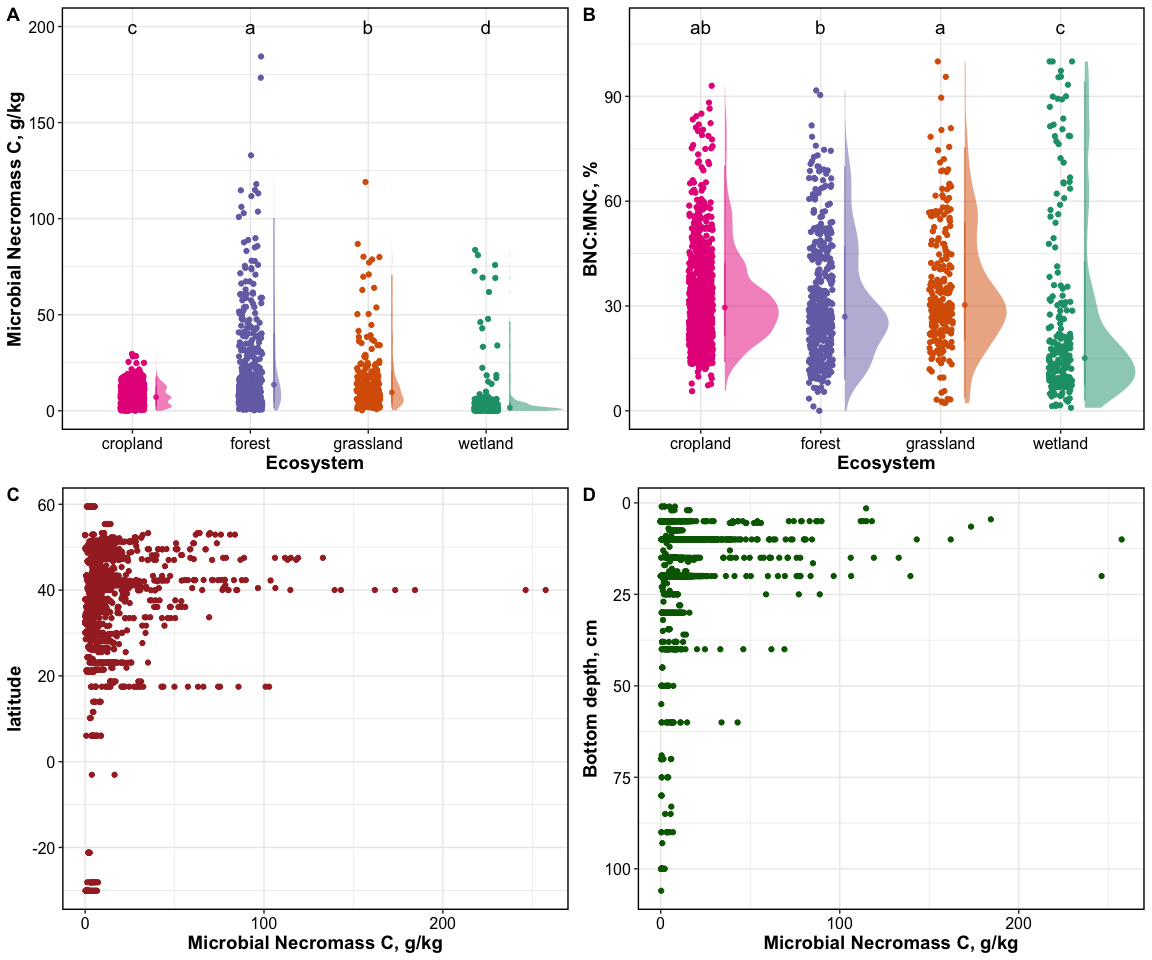 A
Microbial Necromass C, g/kg
200
150
100
50
0
c a b d
cropland forest grassland wetland
Ecosystem
B
BNC:MNC, %
90
60
30
0
ab b a c
cropland forest grassland wetland
Ecosystem
C
latitude
60
40
20
0
-20
0 100 200
Microbial Necromass C, g/kg
D
Bottom depth, cm
0
25
50
75
100
0 100 200
Microbial Necromass C, g/kg